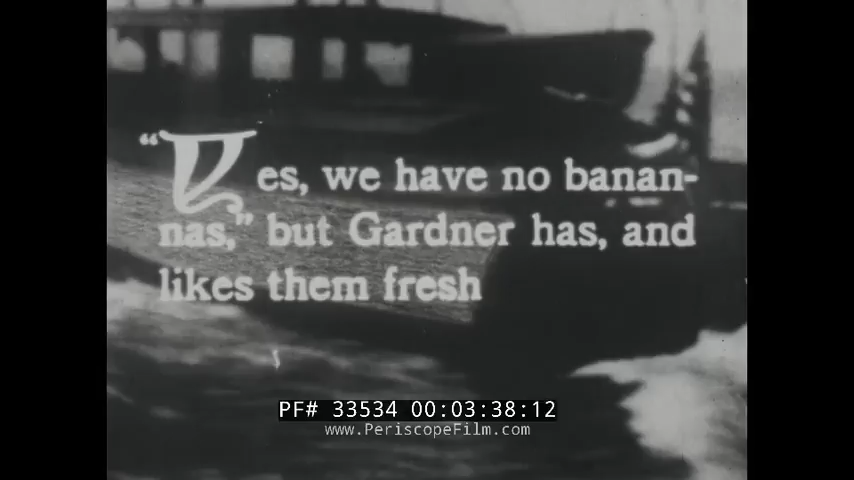 "Yes, we have no banan-
nas," but Gardner has, and
likes them fresh
PF# 33534 00:03:38:12
www.PeriscopeFilm.com